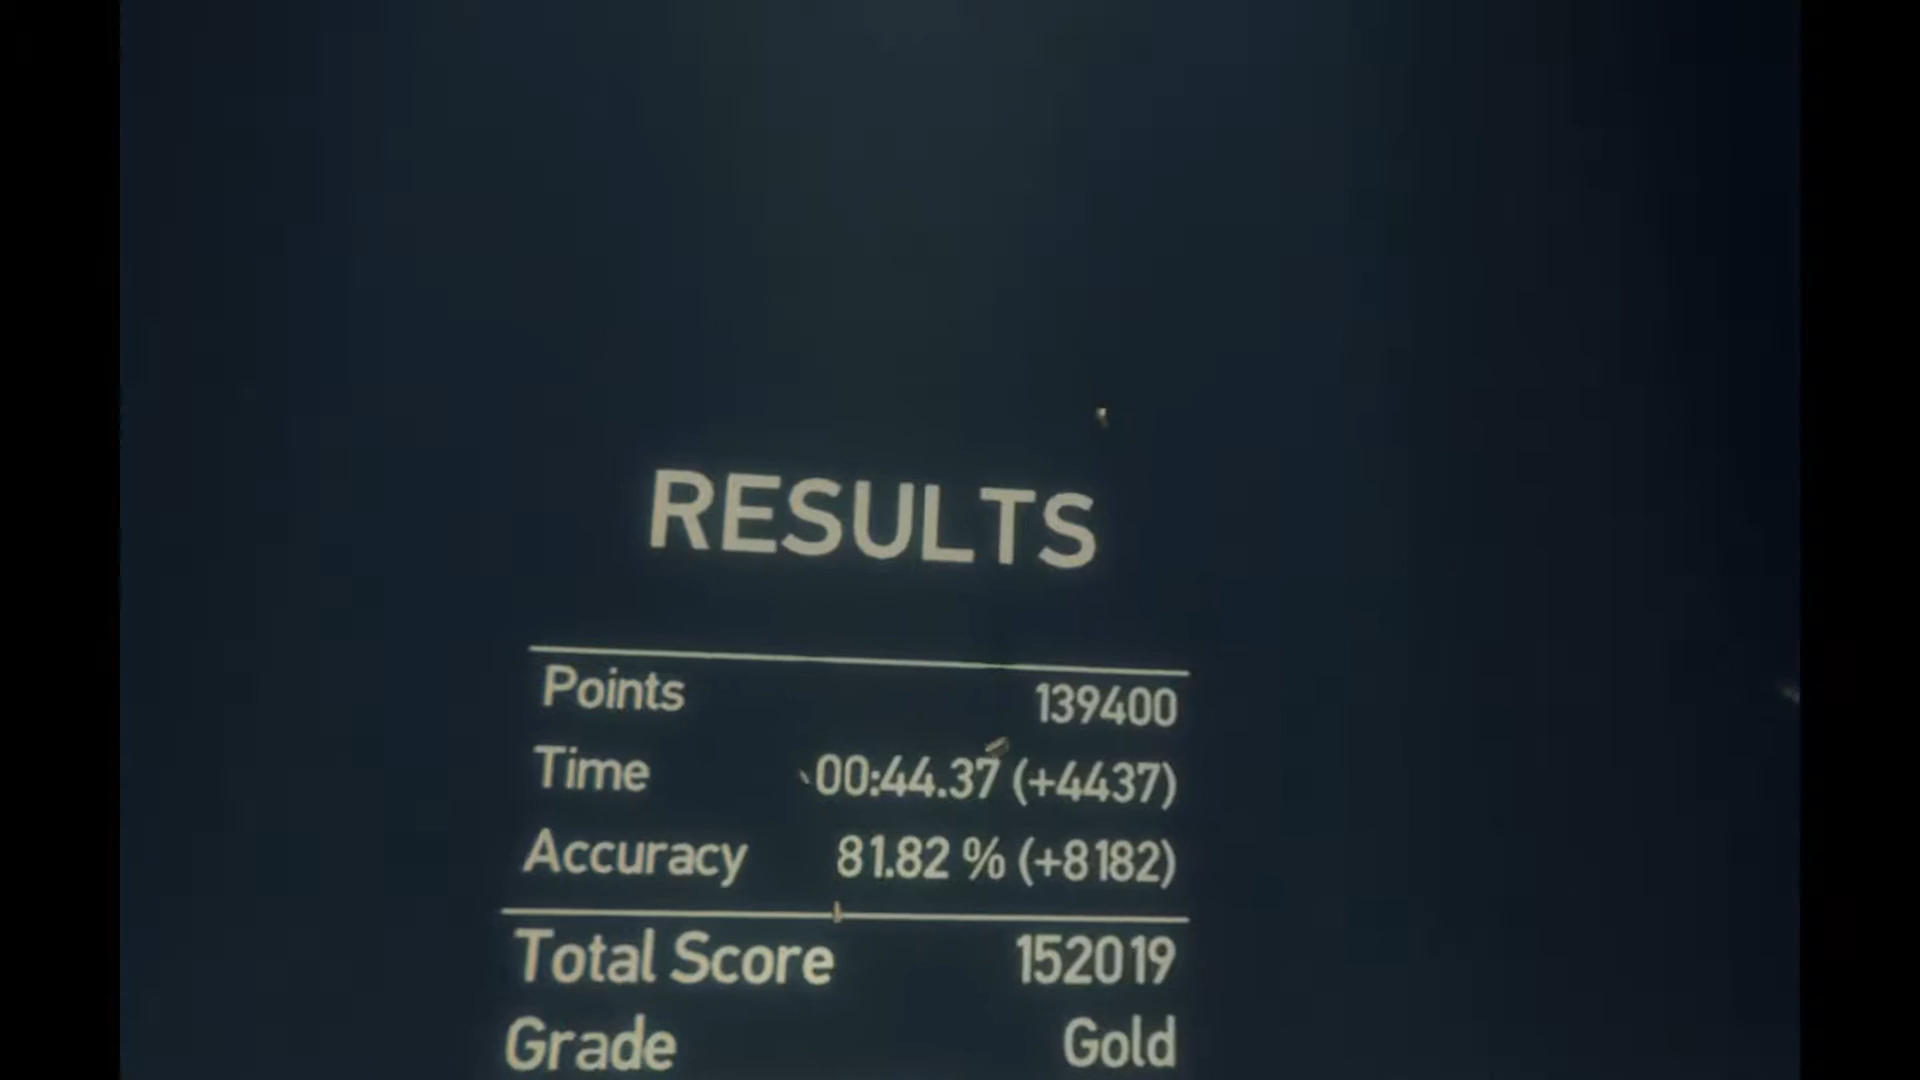 RESULTS
Points 139400
Time 00:44.37 (+4437)
Accuracy 81.82 % (+8182)
Total Score 152019
Grade Gold